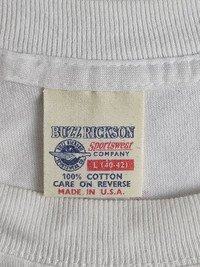 BUZZ RICKSON
Sportswear
COMPANY
L (40-42)
100% COTTON
CARE ON REVERSE
MADE IN U.S.A.